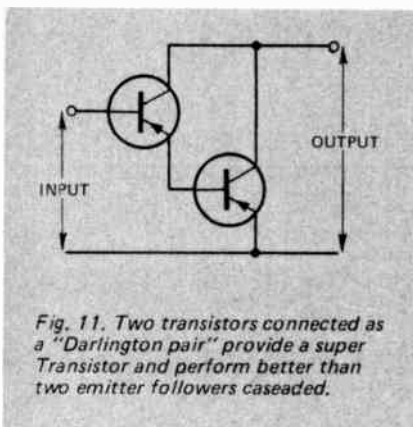 INPUT
OUTPUT
Fig. 11. Two transistors connected as
a "Darlington pair" provide a super
Transistor and perform better than
two emitter followers caseaded.